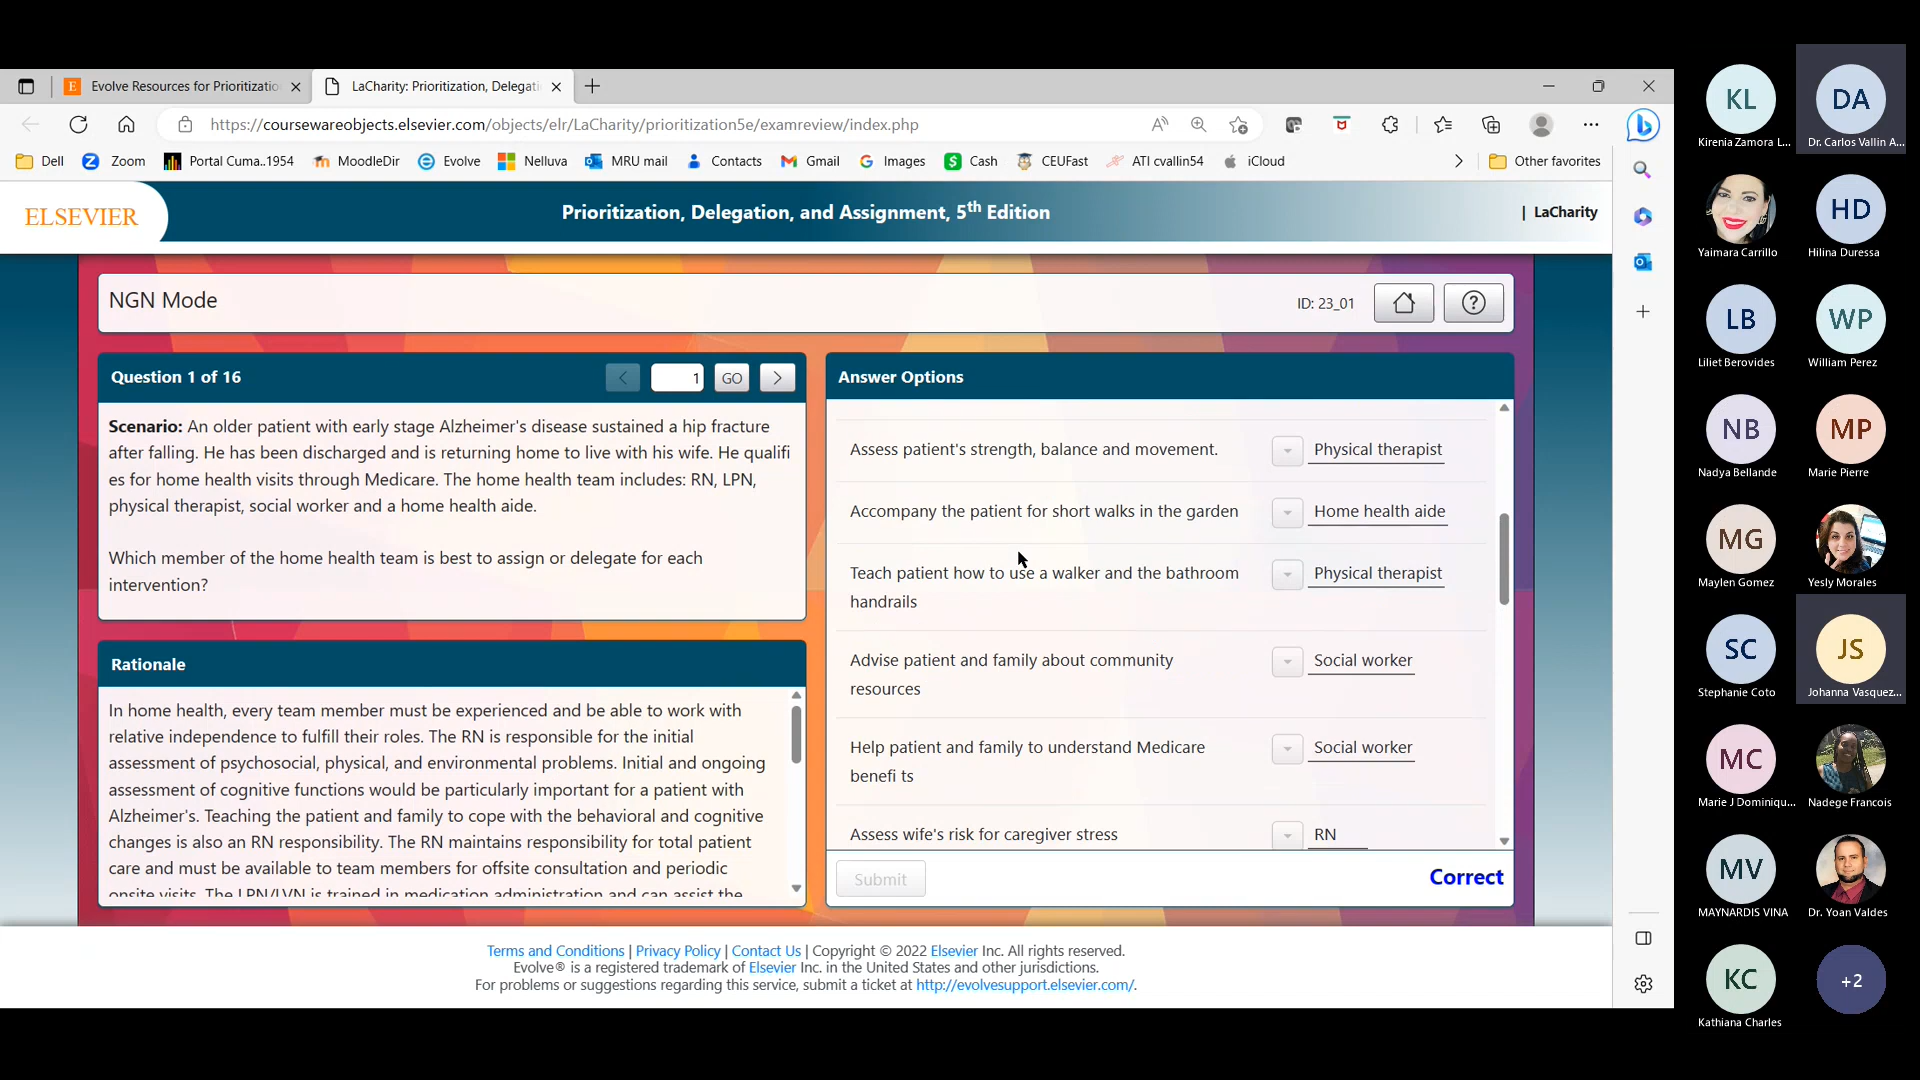 Evolve Resources for Prioritizatio
LaCharity: Prioritization, Delegati
https://coursewareobjects.elsevier.com/objects/elr/LaCharity/prioritization5e/examreview/index.php
Dell
Zoom
Portal Cuma..1954
MoodleDir
Evolve
Nelluva
MRU mail
Contacts
Gmail
Images
Cash
CEUFast
ATI cvallin54
iCloud
Other favorites
ELSEVIER
Prioritization, Delegation, and Assignment, 5th Edition
| LaCharity
NGN Mode
ID: 23_01
Question 1 of 16
1
GO
Scenario: An older patient with early stage Alzheimer's disease sustained a hip fracture
after falling. He has been discharged and is returning home to live with his wife. He qualifi
es for home health visits through Medicare. The home health team includes: RN, LPN,
physical therapist, social worker and a home health aide.
Which member of the home health team is best to assign or delegate for each
intervention?
Rationale
In home health, every team member must be experienced and be able to work with
relative independence to fulfill their roles. The RN is responsible for the initial
assessment of psychosocial, physical, and environmental problems. Initial and ongoing
assessment of cognitive functions would be particularly important for a patient with
Alzheimer's. Teaching the patient and family to cope with the behavioral and cognitive
changes is also an RN responsibility. The RN maintains responsibility for total patient
care and must be available to team members for offsite consultation and periodic
onsite visits. The LPN/LVN is trained in medication administration and can assist the
Answer Options
Assess patient's strength, balance and movement.
Physical therapist
Accompany the patient for short walks in the garden
Home health aide
Teach patient how to use a walker and the bathroom
handrails
Physical therapist
Advise patient and family about community
resources
Social worker
Help patient and family to understand Medicare
benefi ts
Social worker
Assess wife's risk for caregiver stress
RN
Submit
Correct
Terms and Conditions | Privacy Policy | Contact Us | Copyright © 2022 Elsevier Inc. All rights reserved.
Evolve® is a registered trademark of Elsevier Inc. in the United States and other jurisdictions.
For problems or suggestions regarding this service, submit a ticket at http://evolvesupport.elsevier.com/.
KL
Kirenia Zamora L...
DA
Dr. Carlos Vallin A...
Yaimara Carrillo
HD
Hilina Duressa
LB
Liliet Berovides
WP
William Perez
NB
Nadya Bellande
MP
Marie Pierre
MG
Maylen Gomez
Yesly Morales
SC
Stephanie Coto
JS
Johanna Vasquez...
MC
Marie J Dominiqu...
Nadege Francois
MV
MAYNARDIS VINA
Dr. Yoan Valdes
KC
Kathiana Charles
+2